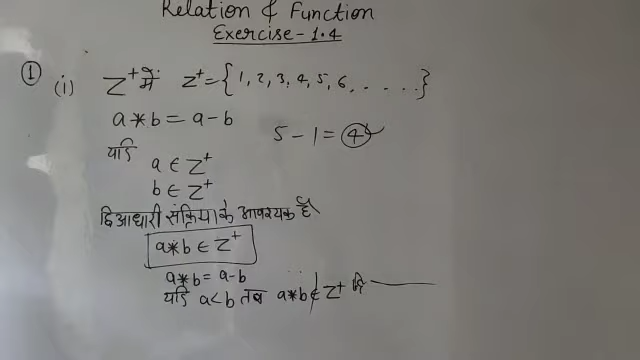 Relation & Function
Exercise-1.4
① (i) Z⁺ में Z⁺={1,2,3,4,5,6,.....}
a*b=a-b
5-1=4
यदि
a∈Z⁺
b∈Z⁺
द्विआधारी संक्रिया के आवश्यक है
a*b∈Z⁺
a*b=a-b
यदि a<b तब a*b∉Z⁺